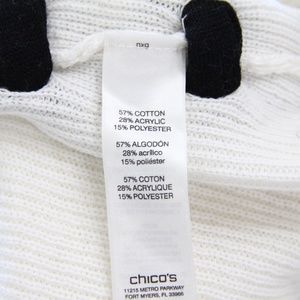 nxg
57% COTTON
28% ACRYLIC
15% POLYESTER
57% ALGODÓN
28% acrílico
15% poliéster
57% COTON
28% ACRYLIQUE
15% POLYESTER
chico's
11215 METRO PARKWAY
FORT MYERS, FL 33966